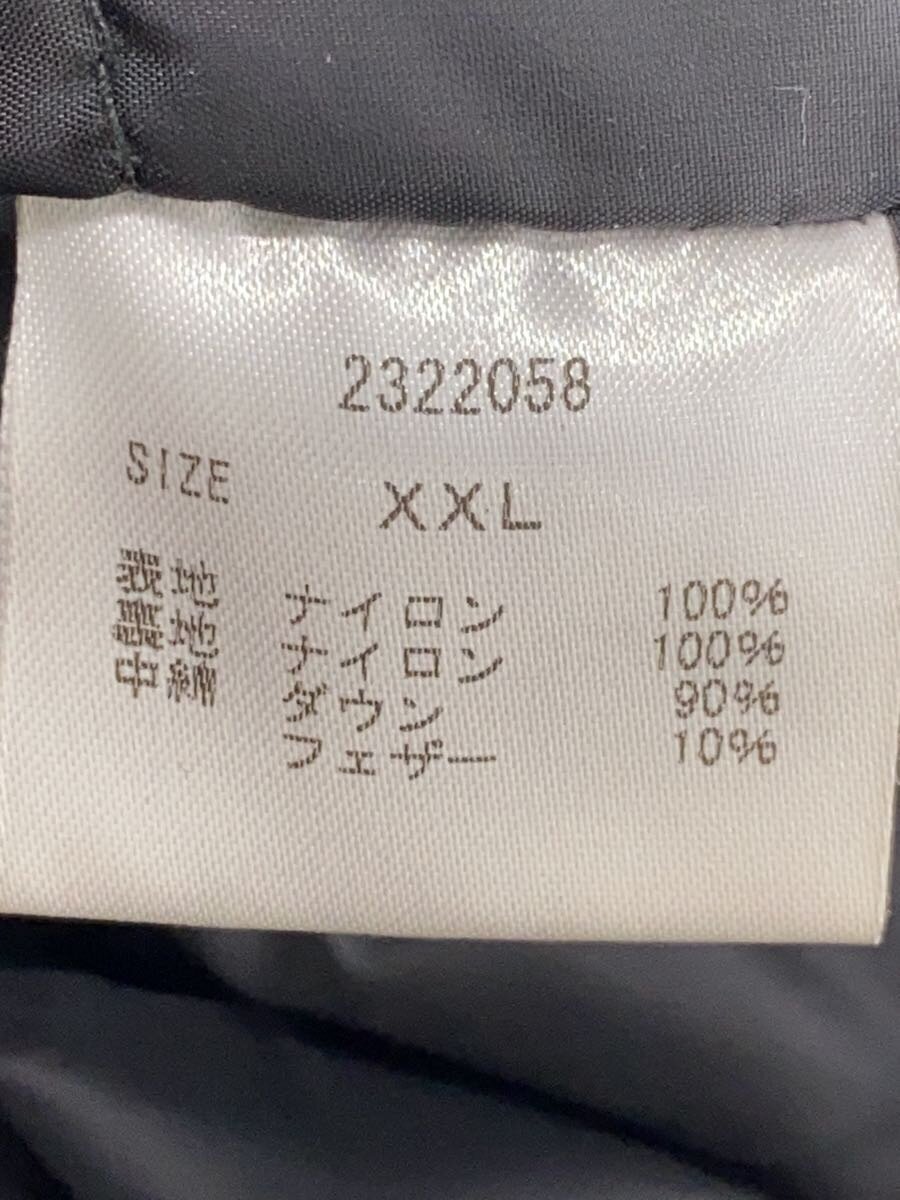 2322058
SIZE XXL
表地 ナイロン 100%
裏地 ナイロン 100%
中綿 ダウン 90%
フェザー 10%